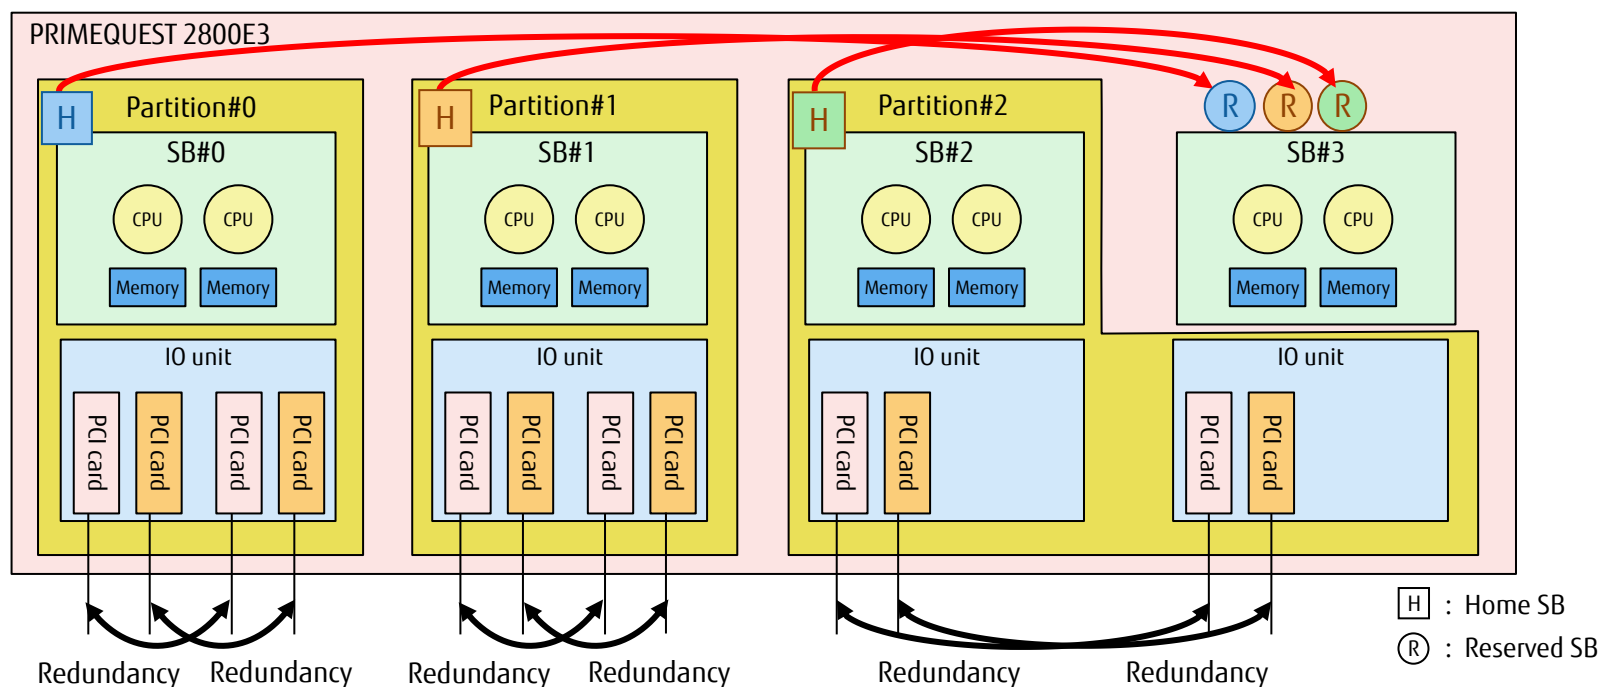 PRIMEQUEST 2800E3
H
Partition#0
H
Partition#1
H
Partition#2
R
R
R
SB#0
SB#1
SB#2
SB#3
CPU
CPU
CPU
CPU
CPU
CPU
CPU
CPU
Memory
Memory
Memory
Memory
Memory
Memory
Memory
Memory
IO unit
IO unit
IO unit
IO unit
PCI card
PCI card
PCI card
PCI card
PCI card
PCI card
PCI card
PCI card
PCI card
PCI card
PCI card
PCI card
H : Home SB
R : Reserved SB
Redundancy
Redundancy
Redundancy
Redundancy
Redundancy
Redundancy